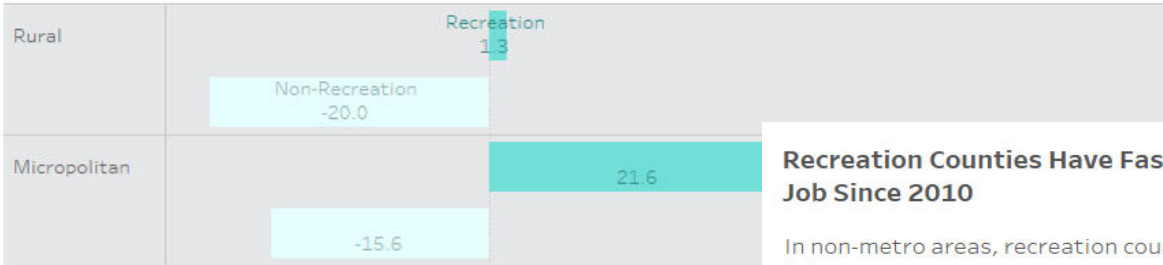 Rural
Recreation
1.3
Non-Recreation
-20.0
Micropolitan
21.6
-15.6
Recreation Counties Have Fas
Job Since 2010
In non-metro areas, recreation cou